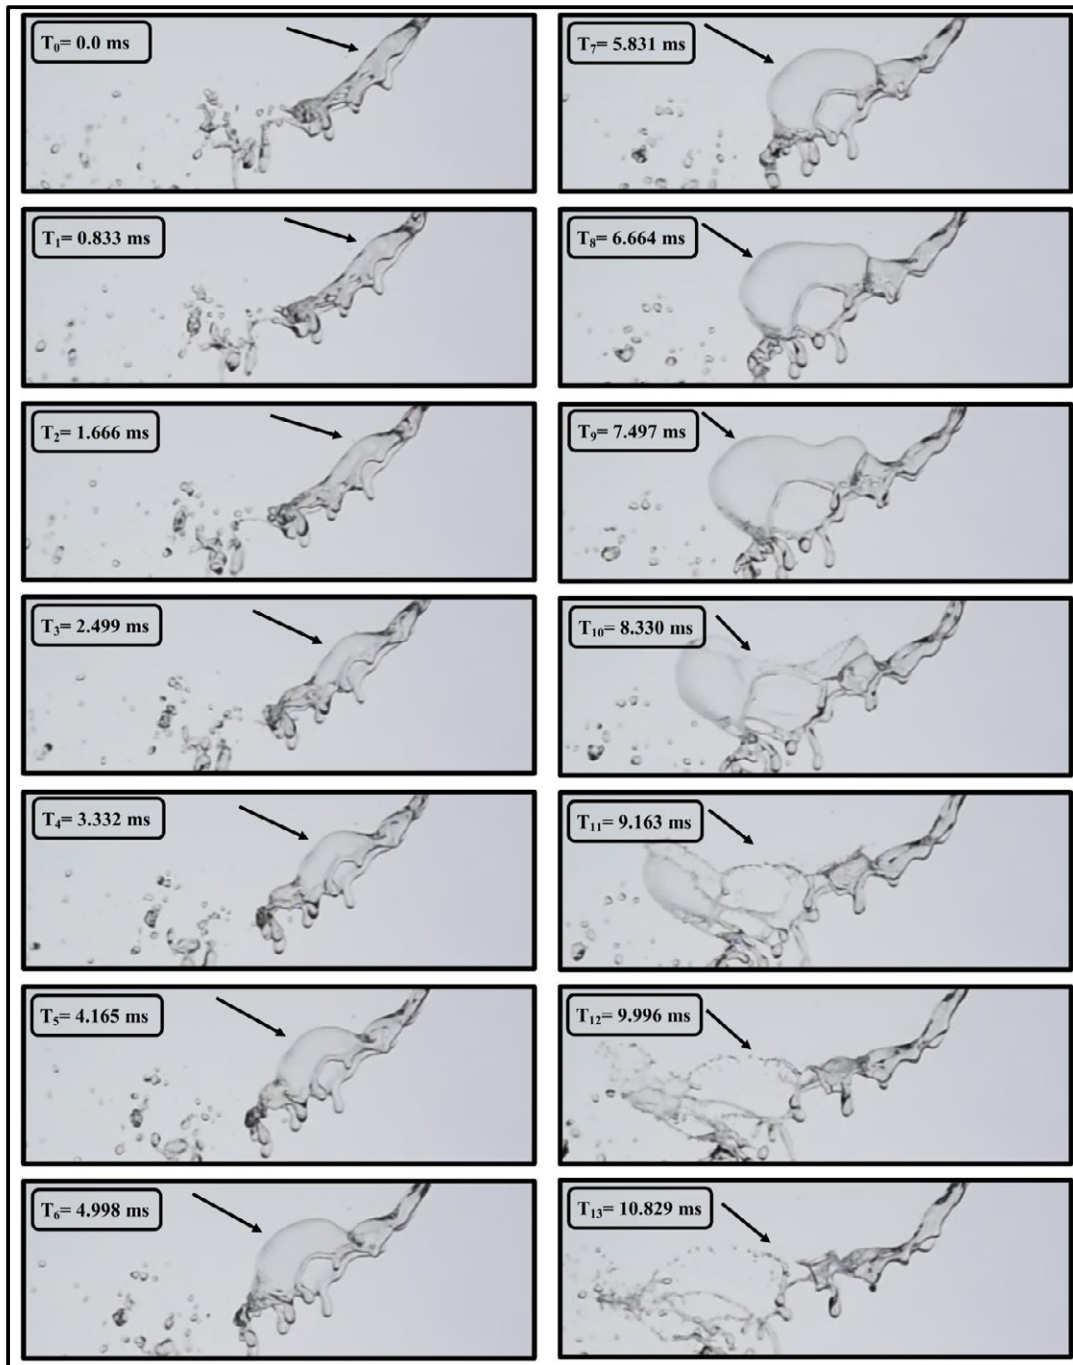 T₀= 0.0 ms
T₁= 0.833 ms
T₂= 1.666 ms
T₃= 2.499 ms
T₄= 3.332 ms
T₅= 4.165 ms
T₆= 4.998 ms
T₇= 5.831 ms
T₈= 6.664 ms
T₉= 7.497 ms
T₁₀= 8.330 ms
T₁₁= 9.163 ms
T₁₂= 9.996 ms
T₁₃= 10.829 ms